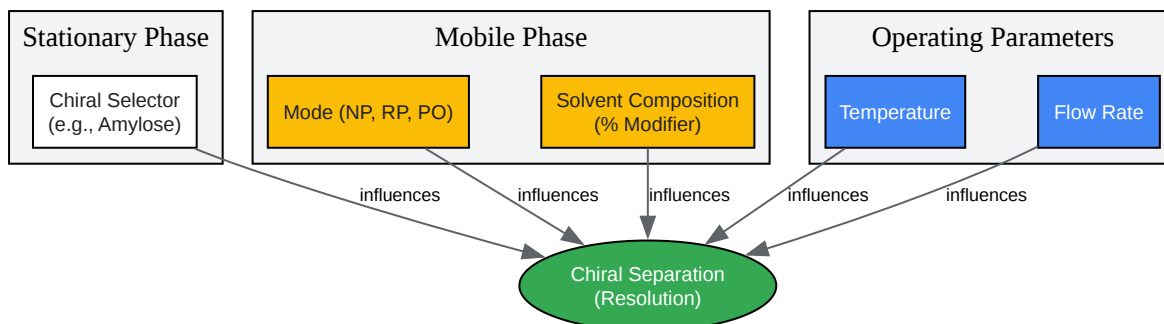 Stationary Phase
Mobile Phase
Operating Parameters
Chiral Selector
(e.g., Amylose)
Mode (NP, RP, PO)
Solvent Composition
(% Modifier)
Temperature
Flow Rate
influences
influences
influences
influences
influences
Chiral Separation
(Resolution)